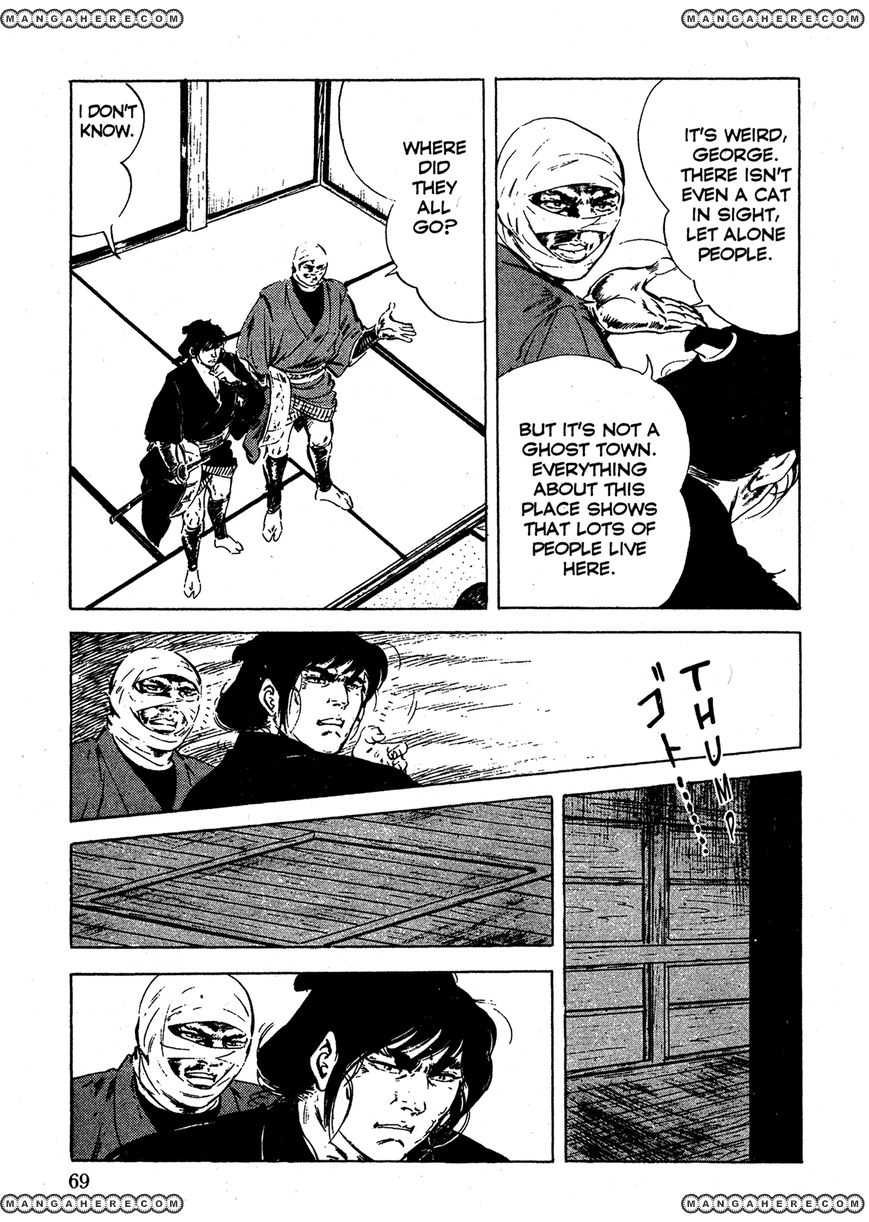 MANGAHERE.COM
MANGAHERE.COM
IT'S WEIRD,
GEORGE.
THERE ISN'T
EVEN A CAT
IN SIGHT,
LET ALONE
PEOPLE.
BUT IT'S NOT A
GHOST TOWN.
EVERYTHING
ABOUT THIS
PLACE SHOWS
THAT LOTS OF
PEOPLE LIVE
HERE.
WHERE
DID
THEY
ALL
GO?
I DON'T
KNOW.
THUMP
ゴト……
69
MANGAHERE.COM
MANGAHERE.COM